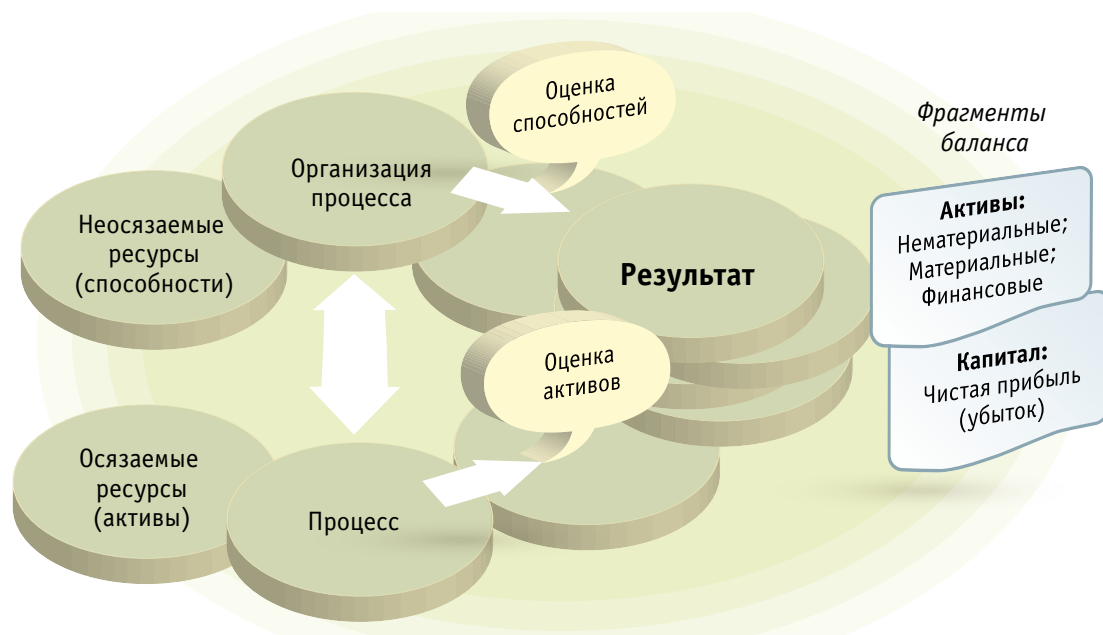 Оценка
способностей
Организация
процесса
Неосязаемые
ресурсы
(способности)
Результат
Оценка
активов
Осязаемые
ресурсы
(активы)
Процесс
Фрагменты
баланса
Активы:
Нематериальные;
Материальные;
Финансовые
Капитал:
Чистая прибыль
(убыток)